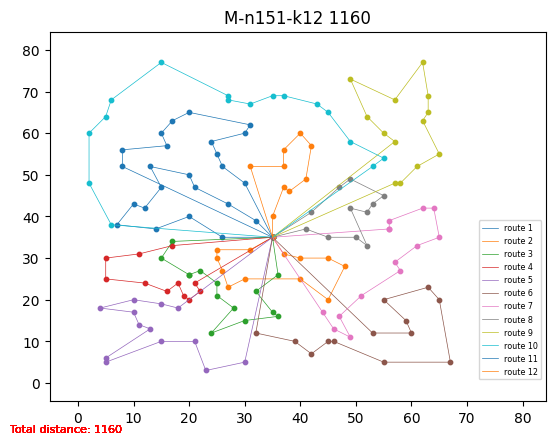 M-n151-k12 1160
80
70
60
50
40
30
20
10
0
0 10 20 30 40 50 60 70 80
route 1
route 2
route 3
route 4
route 5
route 6
route 7
route 8
route 9
route 10
route 11
route 12
Total distance: 1160